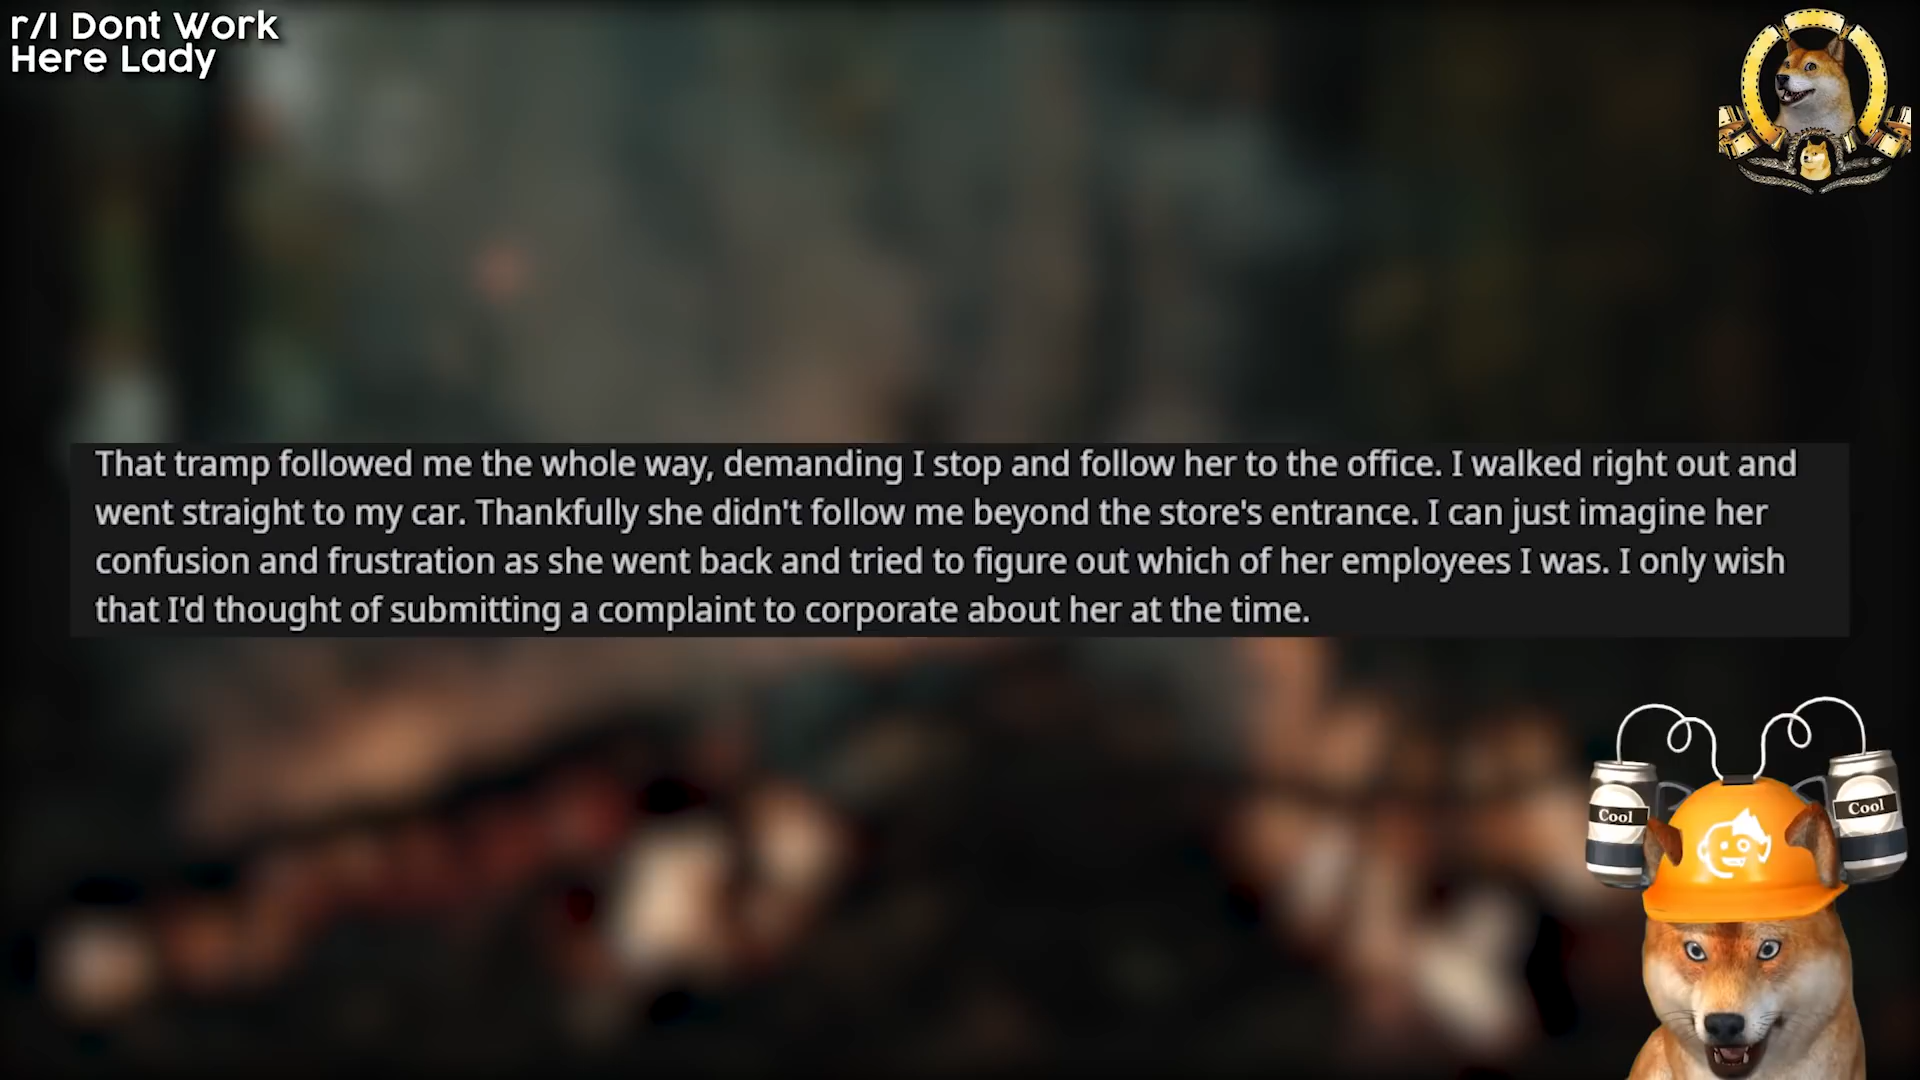 r/I Dont Work
Here Lady
That tramp followed me the whole way, demanding I stop and follow her to the office. I walked right out and
went straight to my car. Thankfully she didn't follow me beyond the store's entrance. I can just imagine her
confusion and frustration as she went back and tried to figure out which of her employees I was. I only wish
that I'd thought of submitting a complaint to corporate about her at the time.
Cool
Cool